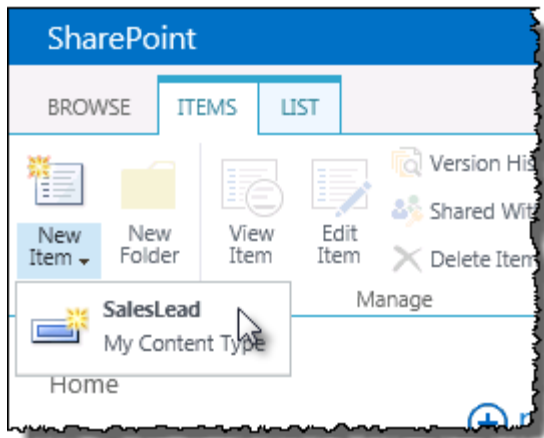 SharePoint
BROWSE ITEMS LIST
New Item
New Folder
View Item
Edit Item
Version His
Shared Wit
Delete Item
Manage
SalesLead
My Content Type
Home